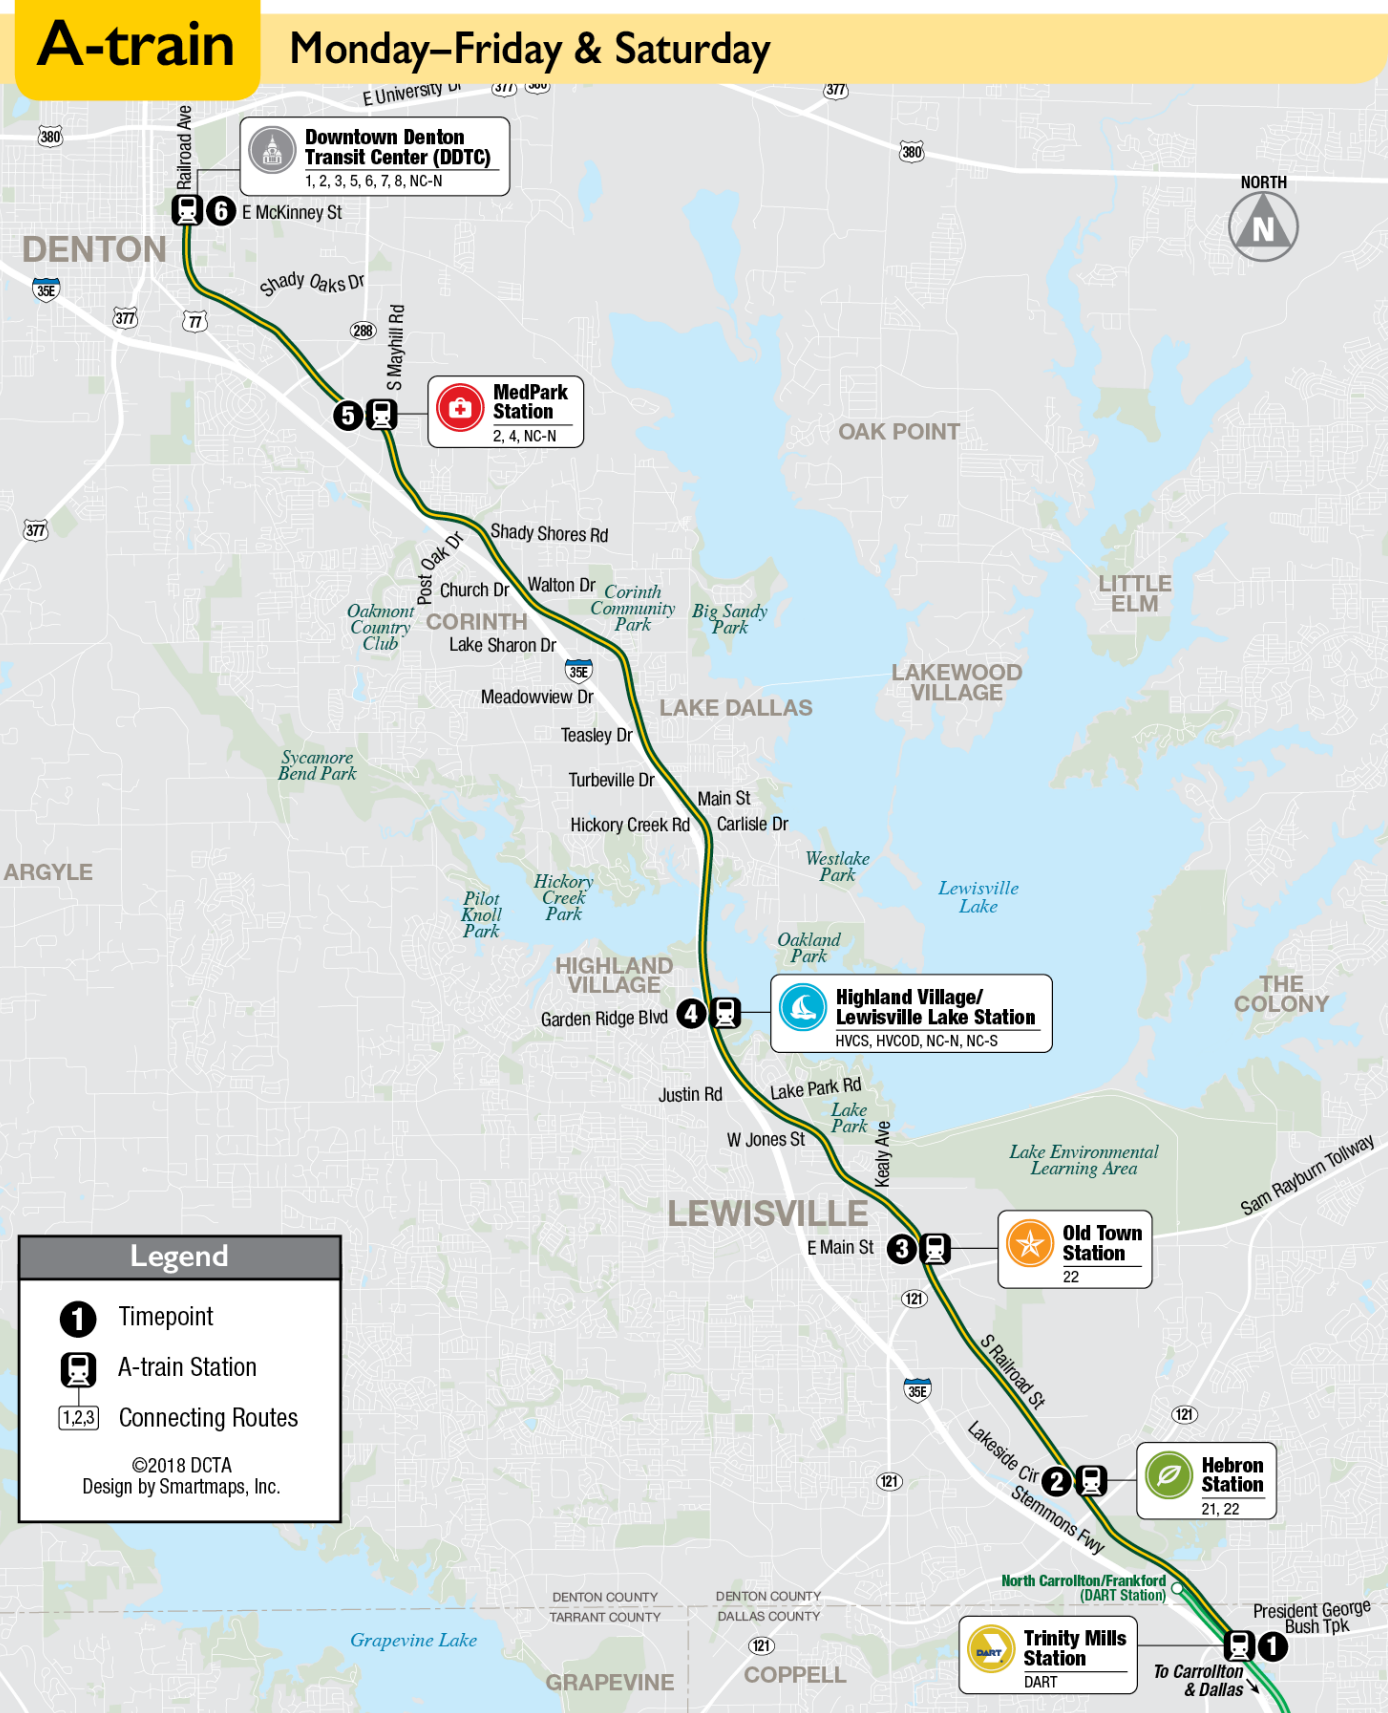 A-train
Monday–Friday & Saturday
E University Dr
377
380
377
380
380
Railroad Ave
Downtown Denton
Transit Center (DDTC)
1, 2, 3, 5, 6, 7, 8, NC-N
NORTH
N
6
E McKinney St
DENTON
35E
Shady Oaks Dr
377
77
288
S Mayhill Rd
5
MedPark
Station
2, 4, NC-N
OAK POINT
377
Shady Shores Rd
Post Oak Dr
Church Dr
Walton Dr
Corinth
Community
Park
Big Sandy
Park
LITTLE
ELM
Oakmont
Country
Club
CORINTH
Lake Sharon Dr
35E
LAKEWOOD
VILLAGE
Meadowview Dr
LAKE DALLAS
Teasley Dr
Sycamore
Bend Park
Turbeville Dr
Main St
Hickory Creek Rd
Carlisle Dr
ARGYLE
Westlake
Park
Lewisville
Lake
Hickory
Creek
Park
Pilot
Knoll
Park
Oakland
Park
HIGHLAND
VILLAGE
THE
COLONY
Garden Ridge Blvd
4
Highland Village/
Lewisville Lake Station
HVCS, HVCOD, NC-N, NC-S
Justin Rd
Lake Park Rd
Lake
Park
W Jones St
Kealy Ave
Lake Environmental
Learning Area
Sam Rayburn Tollway
LEWISVILLE
E Main St
3
Old Town
Station
22
121
S Railroad St
35E
121
Lakeside Cir
2
Hebron
Station
21, 22
121
Stemmons Fwy
Legend
1
Timepoint
A-train Station
1,2,3
Connecting Routes
©2018 DCTA
Design by Smartmaps, Inc.
North Carrollton/Frankford
(DART Station)
DENTON COUNTY
TARRANT COUNTY
DENTON COUNTY
DALLAS COUNTY
President George
Bush Tpk
Grapevine Lake
121
DART
Trinity Mills
Station
DART
1
To Carrollton
& Dallas
GRAPEVINE
COPPELL